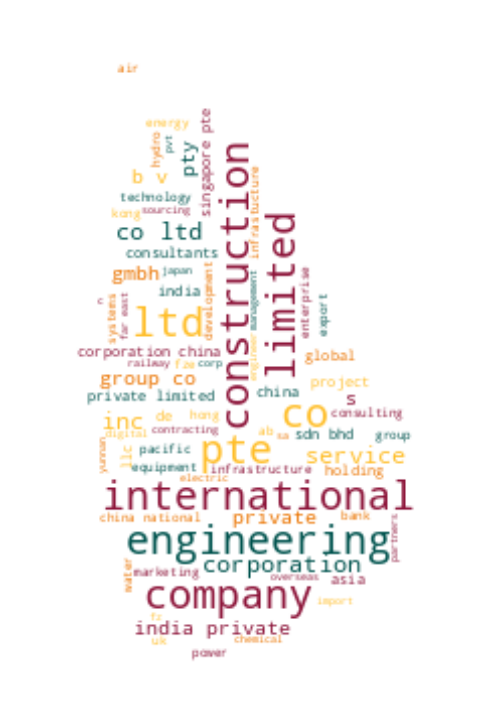 air
energy
hydro
pvt
pty
singapore pte
b v
technology
kong
sourcing
construction
infrastructure
co ltd
consultants
limited
gmbh
japan
india
development
management
enterprise
export
c
systems
far east
ltd
corporation china
railway
fze
corp
engineer
global
group co
project
private limited
china
s
inc
de
hong
co
consulting
digital
contracting
ab
sa
sdn bhd
group
yunnan
llc
pacific
pte
service
equipment
infrastructure
holding
electric
international
china national
private
bank
partners
engineering
water
marketing
corporation
overseas
asia
company
import
fz
india private
uk
chemical
power